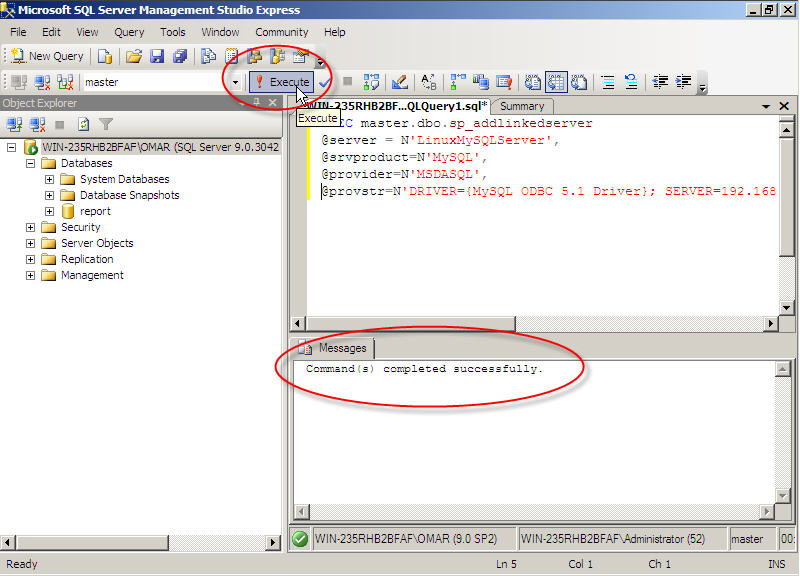 Microsoft SQL Server Management Studio Express
File Edit View Query Tools Window Community Help
New Query
master
Execute
Object Explorer
WIN-235RHB2BF...QLQuery1.sql* Summary
Execute
master.dbo.sp_addlinkedserver
@server = N'LinuxMySQLServer',
@srvproduct=N'MySQL',
@provider=N'MSDASQL',
@provstr=N'DRIVER={MySQL ODBC 5.1 Driver}; SERVER=192.168
WIN-235RHB2BFAF\OMAR (SQL Server 9.0.3042
Databases
System Databases
Database Snapshots
report
Security
Server Objects
Replication
Management
Messages
Command(s) completed successfully.
WIN-235RHB2BFAF\OMAR (9.0 SP2) WIN-235RHB2BFAF\Administrator (52) master 00:
Ready Ln 5 Col 1 Ch 1 INS